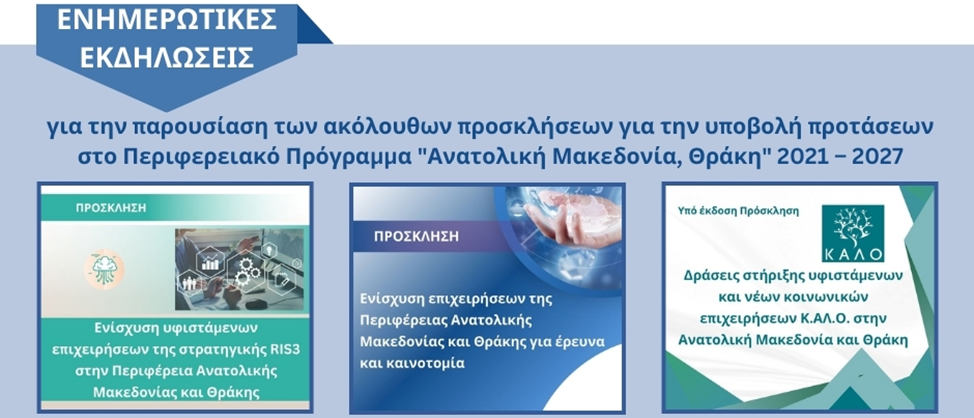 ΕΝΗΜΕΡΩΤΙΚΕΣ
ΕΚΔΗΛΩΣΕΙΣ
για την παρουσίαση των ακόλουθων προσκλήσεων για την υποβολή προτάσεων
στο Περιφερειακό Πρόγραμμα "Ανατολική Μακεδονία, Θράκη" 2021 – 2027
ΠΡΟΣΚΛΗΣΗ
Ενίσχυση υφιστάμενων
επιχειρήσεων της στρατηγικής RIS3
στην Περιφέρεια Ανατολικής
Μακεδονίας και Θράκης
ΠΡΟΣΚΛΗΣΗ
Ενίσχυση επιχειρήσεων της
Περιφέρειας Ανατολικής
Μακεδονίας και Θράκης για έρευνα
και καινοτομία
Υπό έκδοση Πρόσκληση
ΚΑΛΟ
Δράσεις στήριξης υφιστάμενων
και νέων κοινωνικών
επιχειρήσεων Κ.ΑΛ.Ο. στην
Ανατολική Μακεδονία και Θράκη